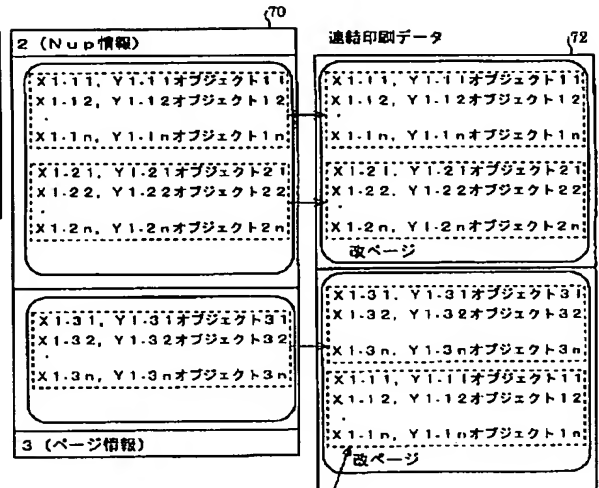 70
2 (Nup情報)
X1-11, Y1-11オブジェクト11
X1-12, Y1-12オブジェクト12
.
X1-1n, Y1-1nオブジェクト1n
X1-21, Y1-21オブジェクト21
X1-22, Y1-22オブジェクト22
.
X1-2n, Y1-2nオブジェクト2n
X1-31, Y1-31オブジェクト31
X1-32, Y1-32オブジェクト32
.
X1-3n, Y1-3nオブジェクト3n
3 (ページ情報)
連結印刷データ
72
X1-11, Y1-11オブジェクト11
X1-12, Y1-12オブジェクト12
.
X1-1n, Y1-1nオブジェクト1n
X1-21, Y1-21オブジェクト21
X1-22, Y1-22オブジェクト22
.
X1-2n, Y1-2nオブジェクト2n
改ページ
X1-31, Y1-31オブジェクト31
X1-32, Y1-32オブジェクト32
.
X1-3n, Y1-3nオブジェクト3n
X1-11, Y1-11オブジェクト11
X1-12, Y1-12オブジェクト12
.
X1-1n, Y1-1nオブジェクト1n
改ページ